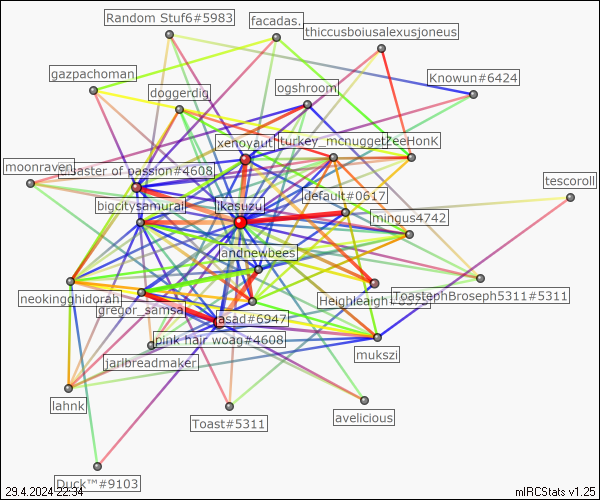 Random Stuf6#5983
facadas.
thiccusboiusalexusjoneus
gazpachoman
Knowun#6424
doggerdig
ogshroom
xenoyaut
turkey_mcnugget
ZeeHonK
moonraven
master of passion#4608
tescoroll
default#0617
bigcitysamurai
ikasuzu
mingus4742
andnewbees
neokingghidorah
gregor_samsa
Heighleaigh#
ToastephBroseph5311#5311
asad#6947
pink hair woag#4608
mukszi
jaribreadmaker
lahnk
Toast#5311
avelicious
Duck™#9103
29.4.2024 22:34
mIRCStats v1.25